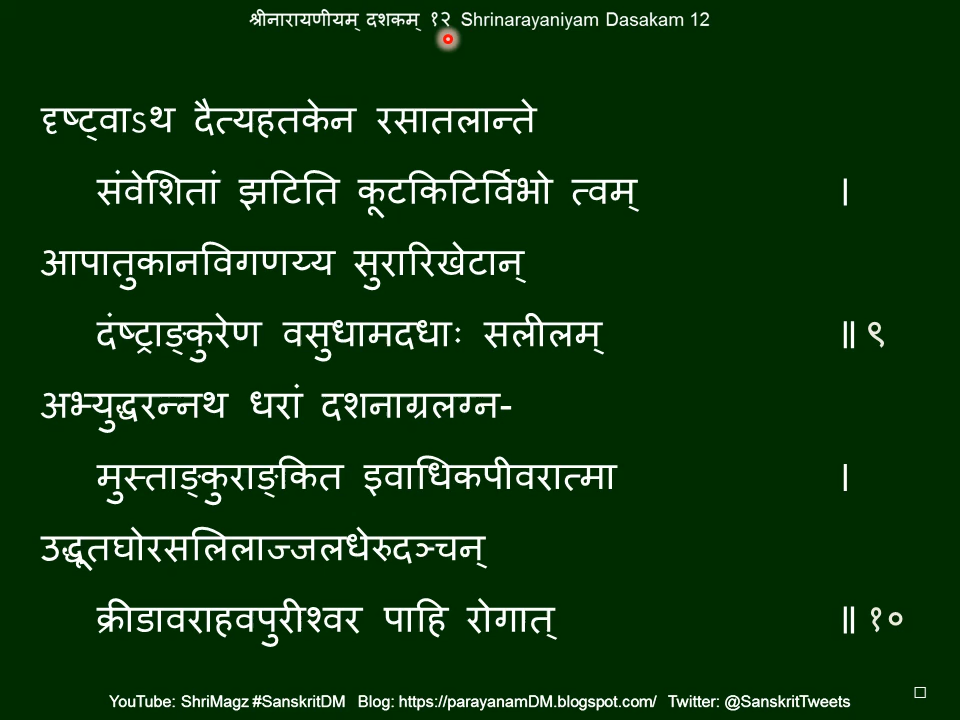 श्रीनारायणीयम् दशकम् १२ Shrinarayaniyam Dasakam 12
दृष्ट्वाऽथ दैत्यहतकेन रसातलान्ते
संवेशितां झटिति कूटकिटिर्विभो त्वम् ।
आपातुकानविगणय्य सुरारिखेटान्
दंष्ट्राङ्कुरेण वसुधामदधाः सलीलम् ॥ ९
अभ्युद्धरन्नथ धरां दशनाग्रलग्न-
मुस्ताङ्कुराङ्कित इवाधिकपीवरात्मा ।
उद्धूतघोरसलिलाज्जलधेरुदञ्चन्
क्रीडावराहवपुरीश्वर पाहि रोगात् ॥ १०
YouTube: ShriMagz #SanskritDM Blog: https://parayanamDM.blogspot.com/ Twitter: @SanskritTweets